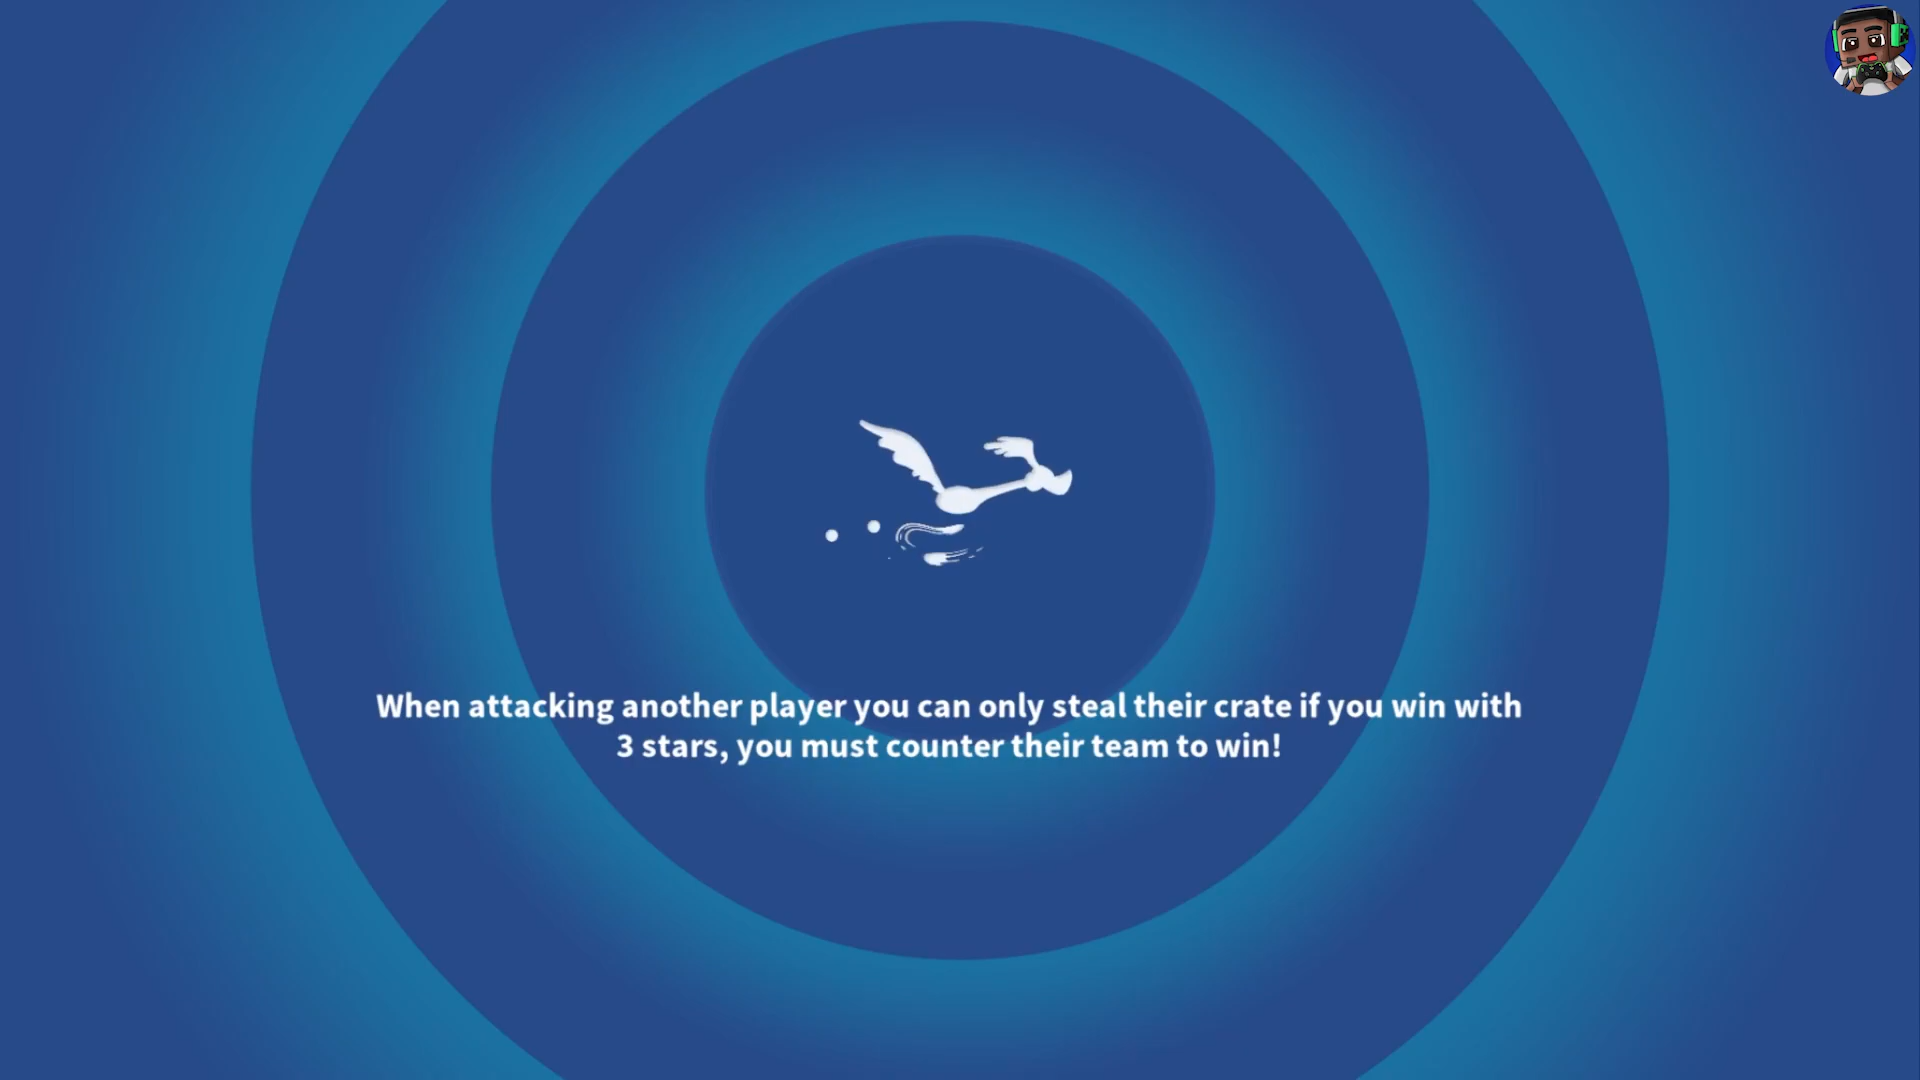 When attacking another player you can only steal their crate if you win with
3 stars, you must counter their team to win!